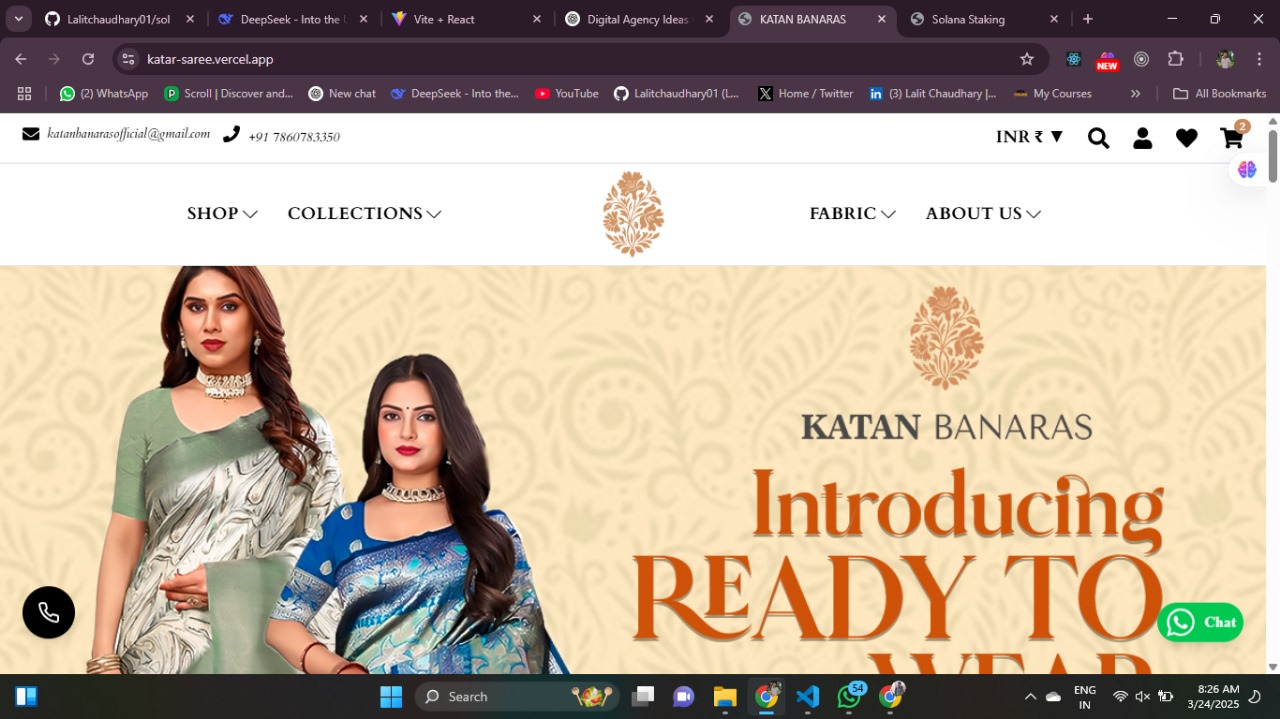 Lalitchaudhary01/sol
DeepSeek - Into the
Vite + React
Digital Agency Ideas
KATAN BANARAS
Solana Staking
katar-saree.vercel.app
NEW
(2) WhatsApp
Scroll | Discover and...
New chat
DeepSeek - Into the...
YouTube
Lalitchaudhary01 (L...
Home / Twitter
(3) Lalit Chaudhary |...
My Courses
All Bookmarks
katanbanarasofficial@gmail.com
+91 7860783350
INR ₹ ▼
2
SHOP
COLLECTIONS
FABRIC
ABOUT US
KATAN BANARAS
Introducing
READY TO
WEAR
Chat
Search
54
ENG
IN
8:26 AM
3/24/2025